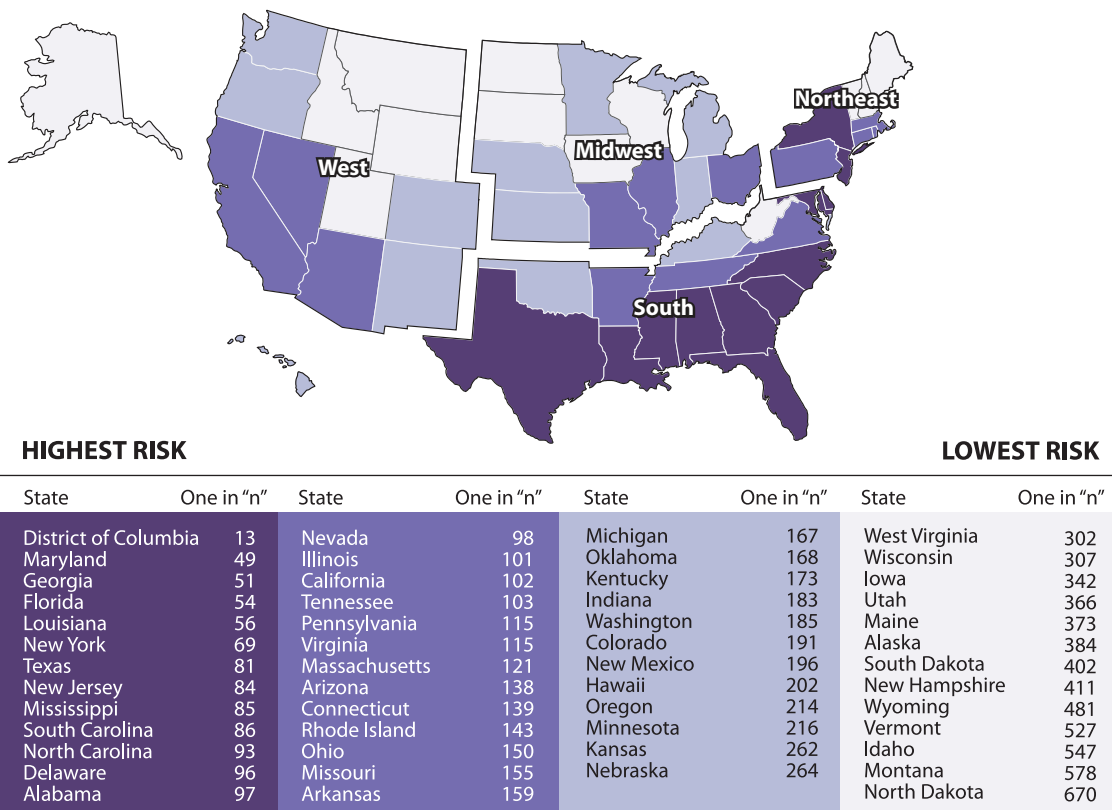 Northeast
Midwest
West
South
HIGHEST RISK LOWEST RISK
State One in “n” State One in “n” State One in “n” State One in “n”
District of Columbia 13 Nevada 98 Michigan 167 West Virginia 302
Maryland 49 Illinois 101 Oklahoma 168 Wisconsin 307
Georgia 51 California 102 Kentucky 173 Iowa 342
Florida 54 Tennessee 103 Indiana 183 Utah 366
Louisiana 56 Pennsylvania 115 Washington 185 Maine 373
New York 69 Virginia 115 Colorado 191 Alaska 384
Texas 81 Massachusetts 121 New Mexico 196 South Dakota 402
New Jersey 84 Arizona 138 Hawaii 202 New Hampshire 411
Mississippi 85 Connecticut 139 Oregon 214 Wyoming 481
South Carolina 86 Rhode Island 143 Minnesota 216 Vermont 527
North Carolina 93 Ohio 150 Kansas 262 Idaho 547
Delaware 96 Missouri 155 Nebraska 264 Montana 578
Alabama 97 Arkansas 159 North Dakota 670